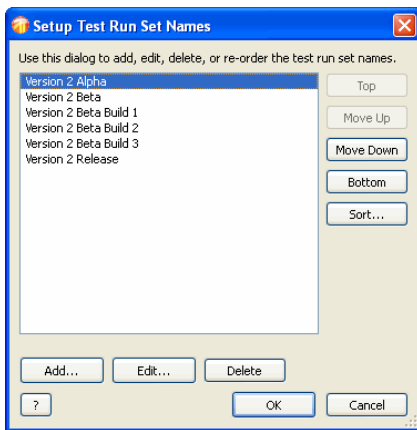 Setup Test Run Set Names
Use this dialog to add, edit, delete, or re-order the test run set names.
Version 2 Alpha
Version 2 Beta
Version 2 Beta Build 1
Version 2 Beta Build 2
Version 2 Beta Build 3
Version 2 Release
Top
Move Up
Move Down
Bottom
Sort...
Add...
Edit...
Delete
?
OK
Cancel